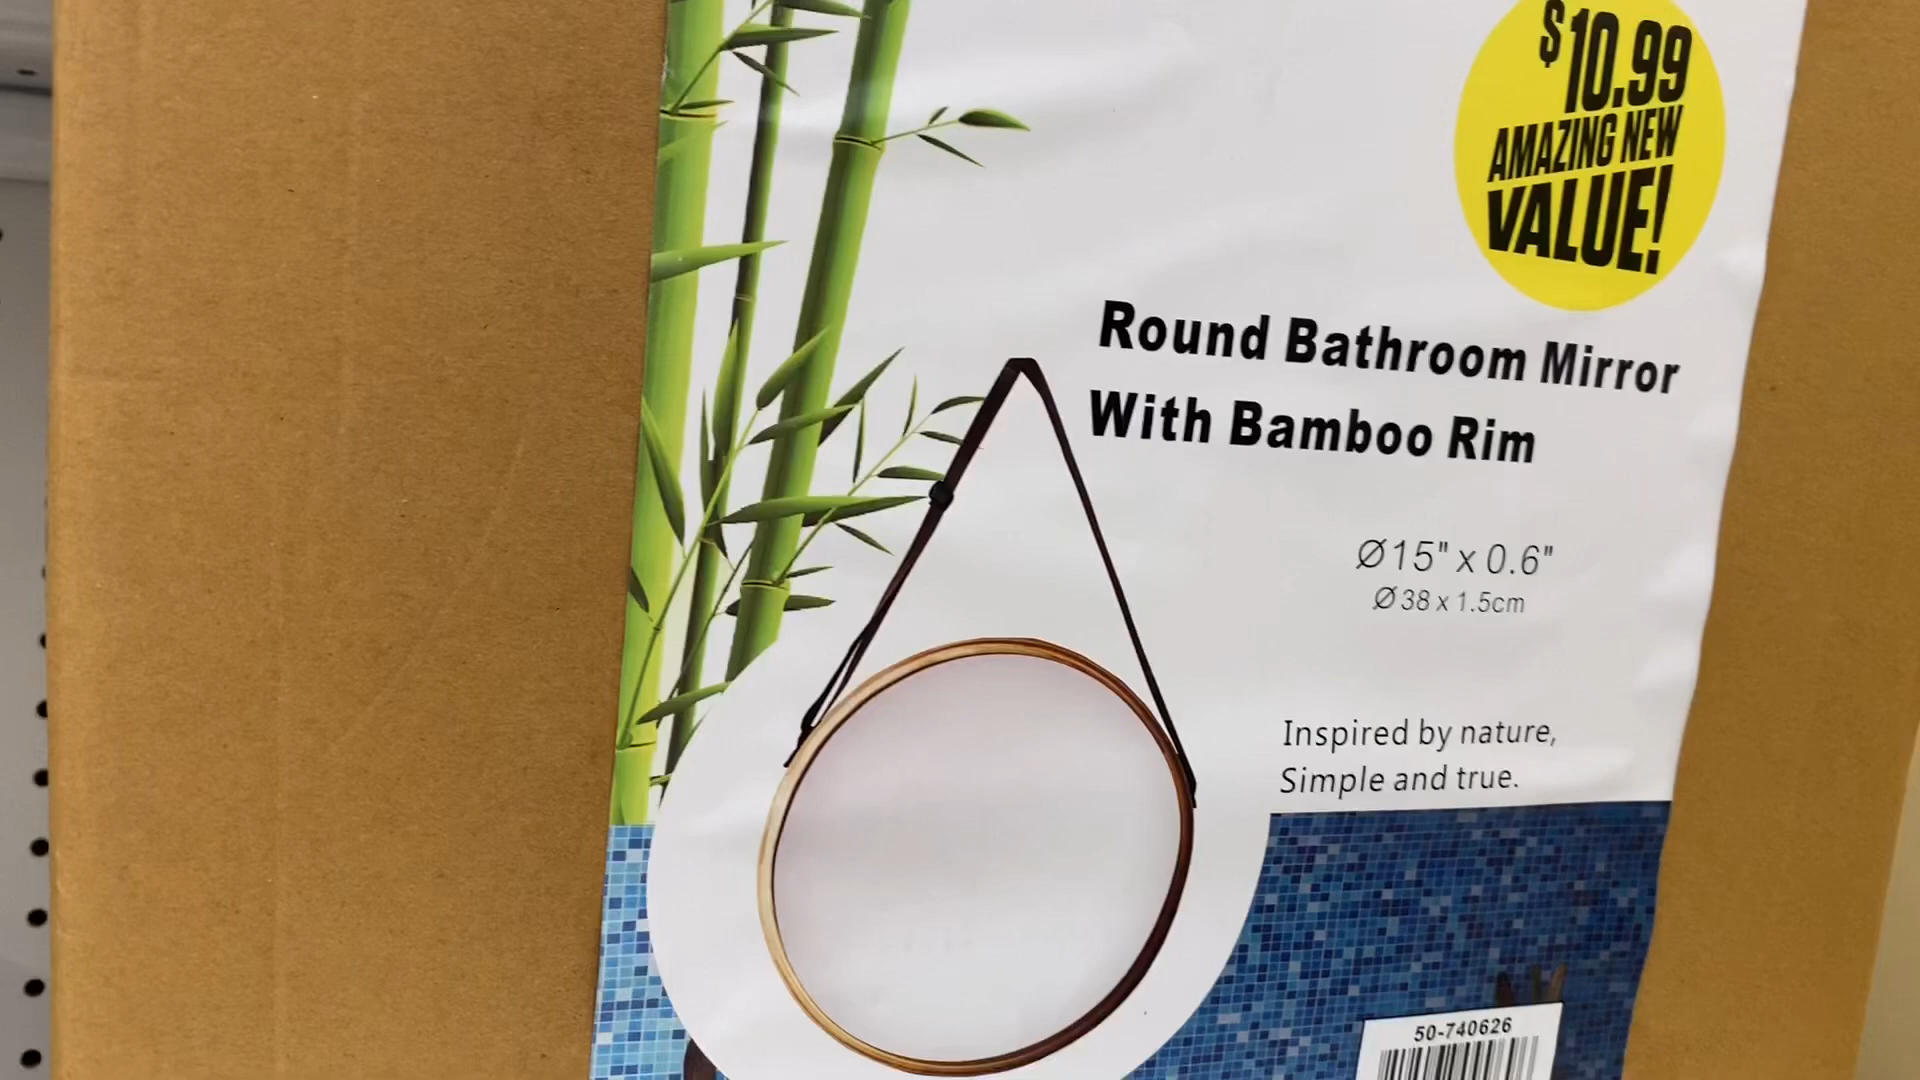 $10.99
AMAZING NEW
VALUE!
Round Bathroom Mirror
With Bamboo Rim
Ø15" x 0.6"
Ø38 x 1.5cm
Inspired by nature,
Simple and true.
50-740626